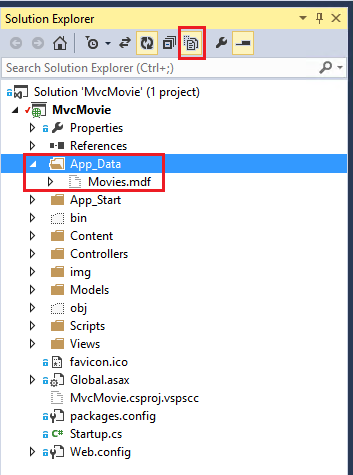 Solution Explorer
Search Solution Explorer (Ctrl+;)
Solution 'MvcMovie' (1 project)
MvcMovie
Properties
References
App_Data
Movies.mdf
App_Start
bin
Content
Controllers
img
Models
obj
Scripts
Views
favicon.ico
Global.asax
MvcMovie.csproj.vspscc
packages.config
Startup.cs
Web.config